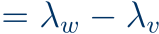 = λ_w − λ_v